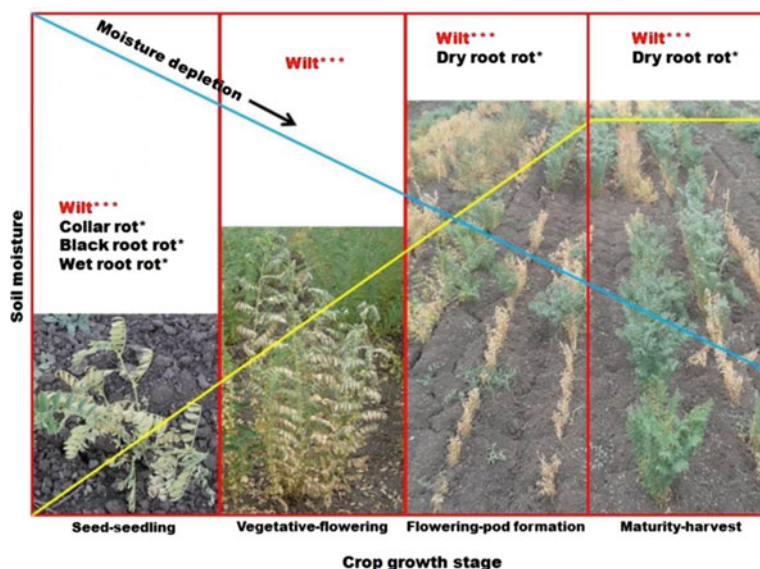 Moisture depletion
Wilt***
Collar rot*
Black root rot*
Wet root rot*
Wilt***
Wilt***
Dry root rot*
Wilt***
Dry root rot*
Soil moisture
Seed-seedling
Vegetative-flowering
Flowering-pod formation
Maturity-harvest
Crop growth stage